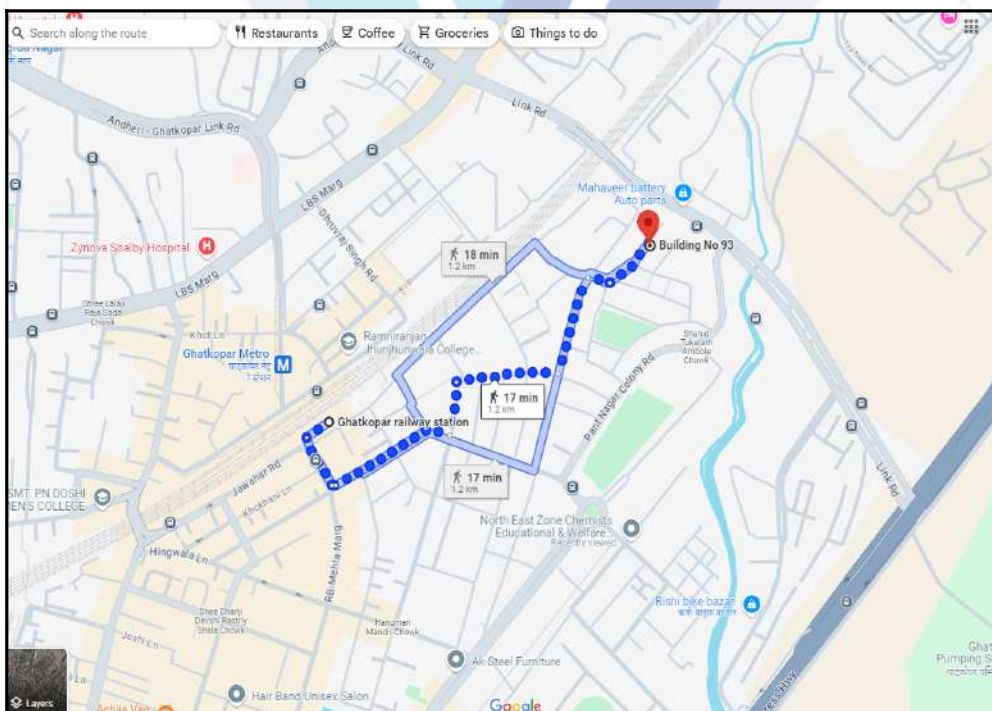 Search along the route
Restaurants
Coffee
Groceries
Things to do
Link Rd
Andheri - Ghatkopar Link Rd
LBS Marg
Mahaveer battery
Auto parts
Dhruvraj Singh Rd
Zynova Shalby Hospital
18 min
1.2 km
Building No 93
LBS Marg
Shree Lalaji
Raja Gada
Chowk
Khot Ln
Ramniranjan
Jhunjhunwala College...
Ghatkopar Metro
Shahid
Tukaram
Ambole
Chowk
Pant Nagar Colony Rd
17 min
1.2 km
Ghatkopar railway station
Jawahar Rd
Khokhani Ln
17 min
1.2 km
Link Rd
SMT. PN DOSHI
EN'S COLLEGE
North East Zone Chemists
Educational & Welfare...
Recently viewed
Hingwala Ln
RB Mehta Marg
Rishi bike bazar
Shree Dhanji
Devshi Rastriy
Shala Chowk
Hanuman
Mandir Chowk
Joshi Ln
Ak Steel Furniture
Pumping S
Hair Band Unisex Salon
Layers
Google